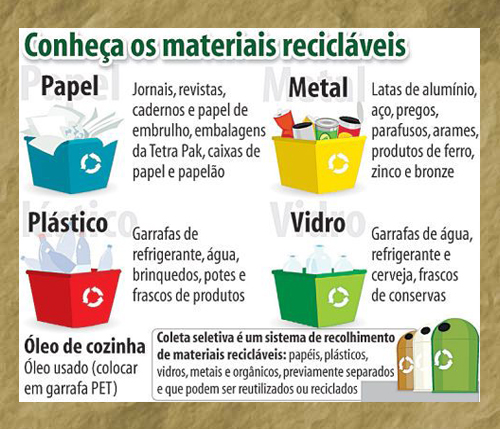 Conheça os materiais recicláveis
Papel
Papel
Jornais, revistas,
cadernos e papel de
embrulho, embalagens
da Tetra Pak, caixas de
papel e papelão
Metal
Metal
Latas de alumínio,
aço, pregos,
parafusos, arames,
produtos de ferro,
zinco e bronze
Plástico
Plástico
Garrafas de
refrigerante, água,
brinquedos, potes e
frascos de produtos
Vidro
Vidro
Garrafas de água,
refrigerante e
cerveja, frascos
de conservas
Óleo de cozinha
Óleo usado (colocar
em garrafa PET)
Coleta seletiva é um sistema de recolhimento
de materiais recicláveis: papéis, plásticos,
vidros, metais e orgânicos, previamente separados
e que podem ser reutilizados ou reciclados